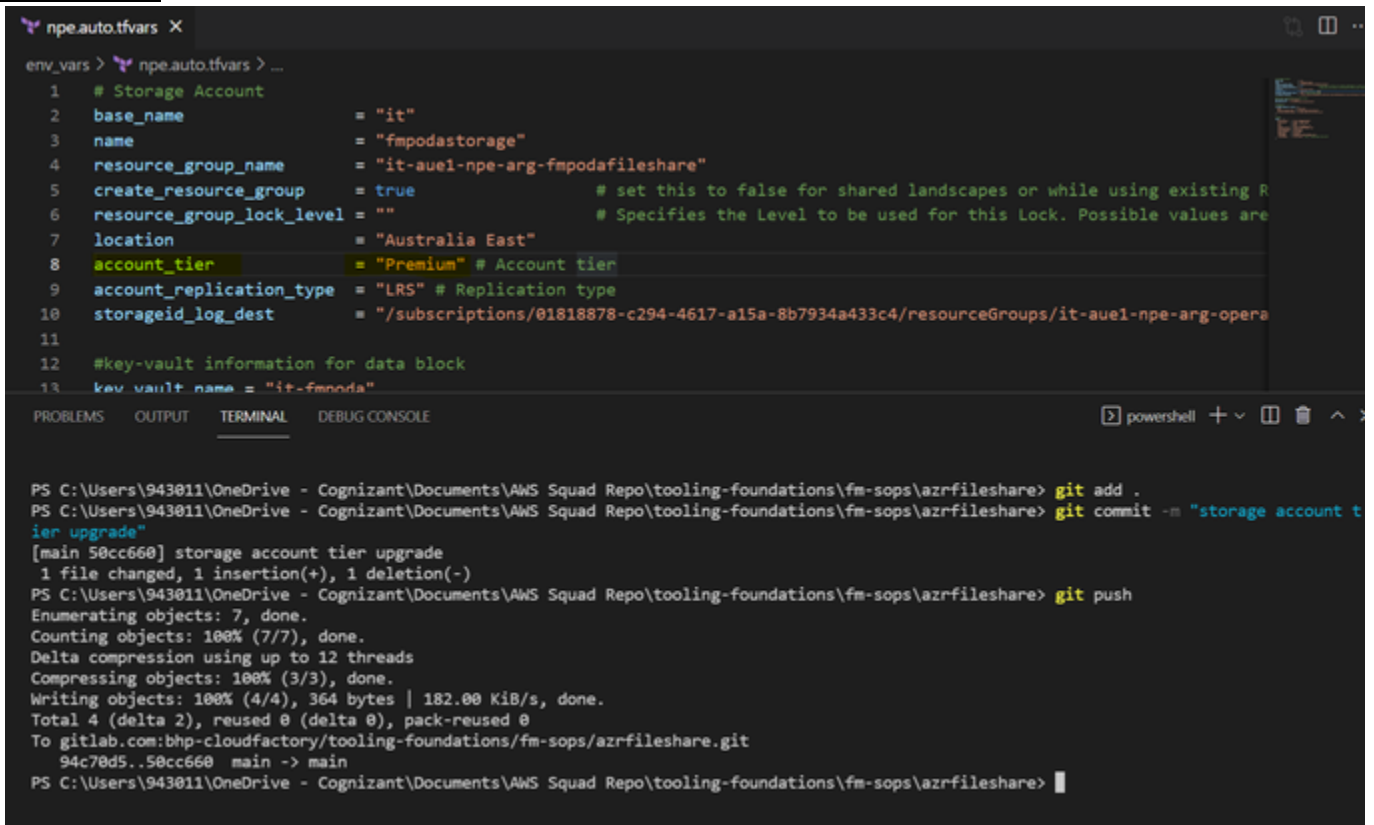 npe.auto.tfvars
env_vars > npe.auto.tfvars > ...
1 # Storage Account
2 base_name = "it"
3 name = "fmpodastorage"
4 resource_group_name = "it-aue1-npe-arg-fmpodafileshare"
5 create_resource_group = true # set this to false for shared landscapes or while using existing R
6 resource_group_lock_level = "" # Specifies the Level to be used for this Lock. Possible values are
7 location = "Australia East"
8 account_tier = "Premium" # Account tier
9 account_replication_type = "LRS" # Replication type
10 storageid_log_dest = "/subscriptions/01818878-c294-4617-a15a-8b7934a433c4/resourceGroups/it-aue1-npe-arg-opera
11
12 #key-vault information for data block
13 key_vault_name = "it-fmpoda"
PROBLEMS OUTPUT TERMINAL DEBUG CONSOLE powershell
PS C:\Users\943011\OneDrive - Cognizant\Documents\AWS Squad Repo\tooling-foundations\fm-sops\azrfileshare> git add .
PS C:\Users\943011\OneDrive - Cognizant\Documents\AWS Squad Repo\tooling-foundations\fm-sops\azrfileshare> git commit -m "storage account t
ier upgrade"
[main 50cc660] storage account tier upgrade
1 file changed, 1 insertion(+), 1 deletion(-)
PS C:\Users\943011\OneDrive - Cognizant\Documents\AWS Squad Repo\tooling-foundations\fm-sops\azrfileshare> git push
Enumerating objects: 7, done.
Counting objects: 100% (7/7), done.
Delta compression using up to 12 threads
Compressing objects: 100% (3/3), done.
Writing objects: 100% (4/4), 364 bytes | 182.00 KiB/s, done.
Total 4 (delta 2), reused 0 (delta 0), pack-reused 0
To gitlab.com:bhp-cloudfactory/tooling-foundations/fm-sops/azrfileshare.git
94c70d5..50cc660 main -> main
PS C:\Users\943011\OneDrive - Cognizant\Documents\AWS Squad Repo\tooling-foundations\fm-sops\azrfileshare>